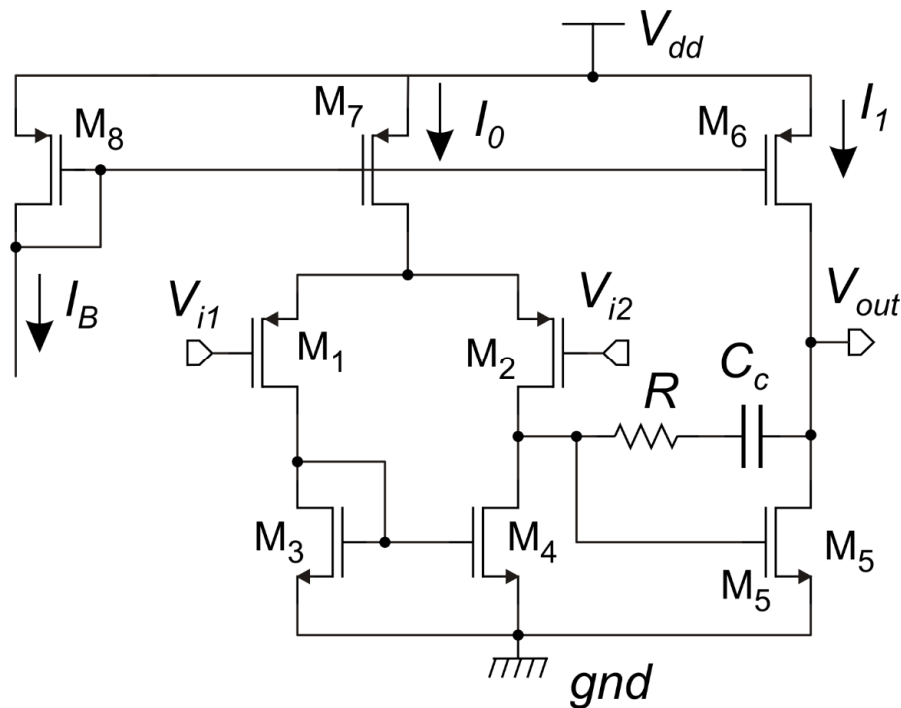 V_dd
M_8
M_7
I_0
M_6
I_1
I_B
V_i1
M_1
M_2
V_i2
V_out
R
C_c
M_3
M_4
M_5
M_5
gnd